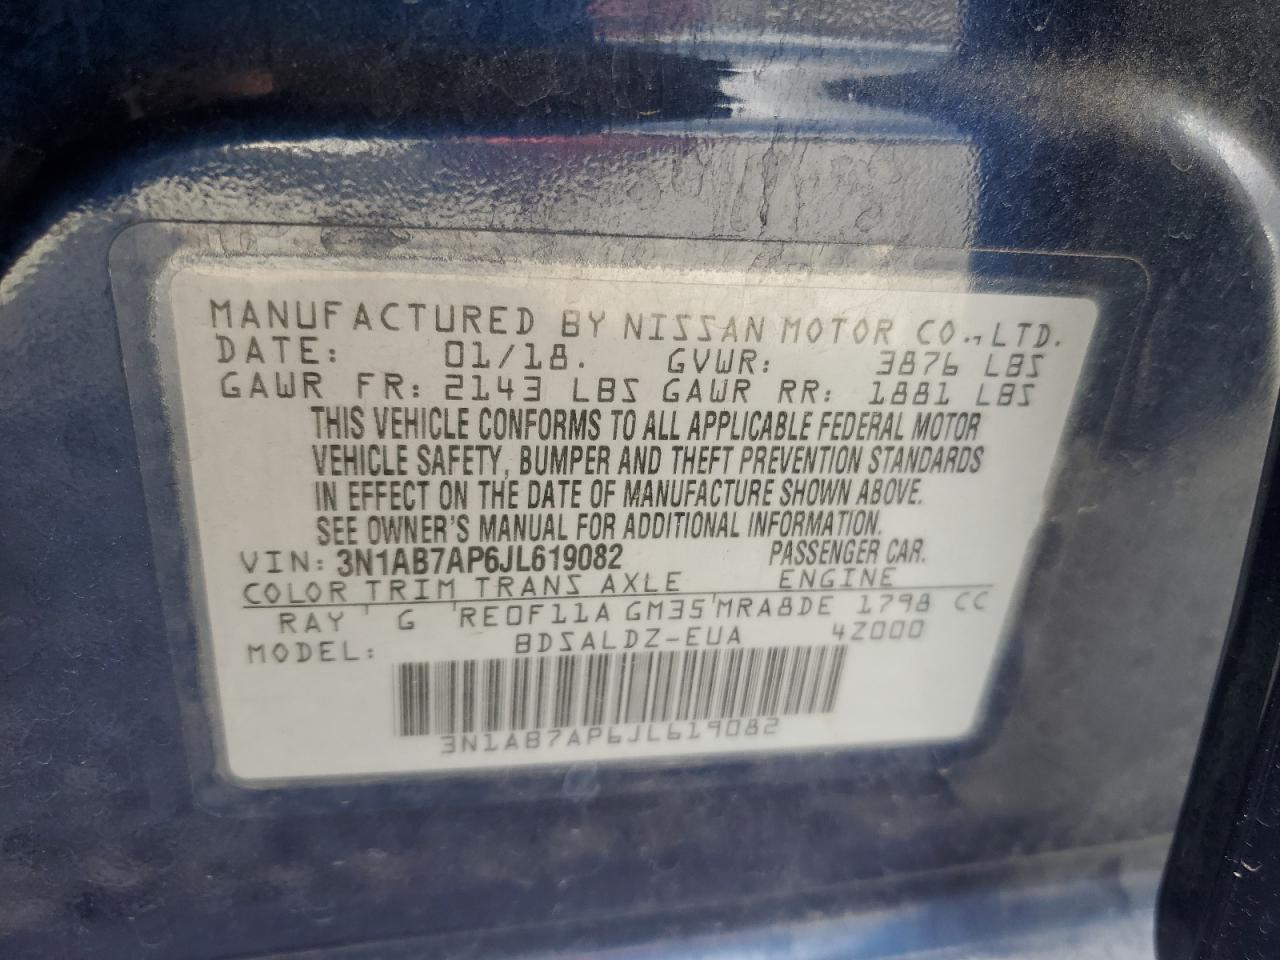 MANUFACTURED BY NISSAN MOTOR CO.,LTD.
DATE: 01/18. GVWR: 3876 LBS
GAWR FR: 2143 LBS GAWR RR: 1881 LBS
THIS VEHICLE CONFORMS TO ALL APPLICABLE FEDERAL MOTOR
VEHICLE SAFETY, BUMPER AND THEFT PREVENTION STANDARDS
IN EFFECT ON THE DATE OF MANUFACTURE SHOWN ABOVE.
SEE OWNER'S MANUAL FOR ADDITIONAL INFORMATION.
VIN: 3N1AB7AP6JL619082 PASSENGER CAR.
COLOR TRIM TRANS AXLE ENGINE
RAY G RE0F11A GM35 MRA8DE 1798 CC
MODEL: BDSALDZ-EUA 4Z000
3N1AB7AP6JL619082